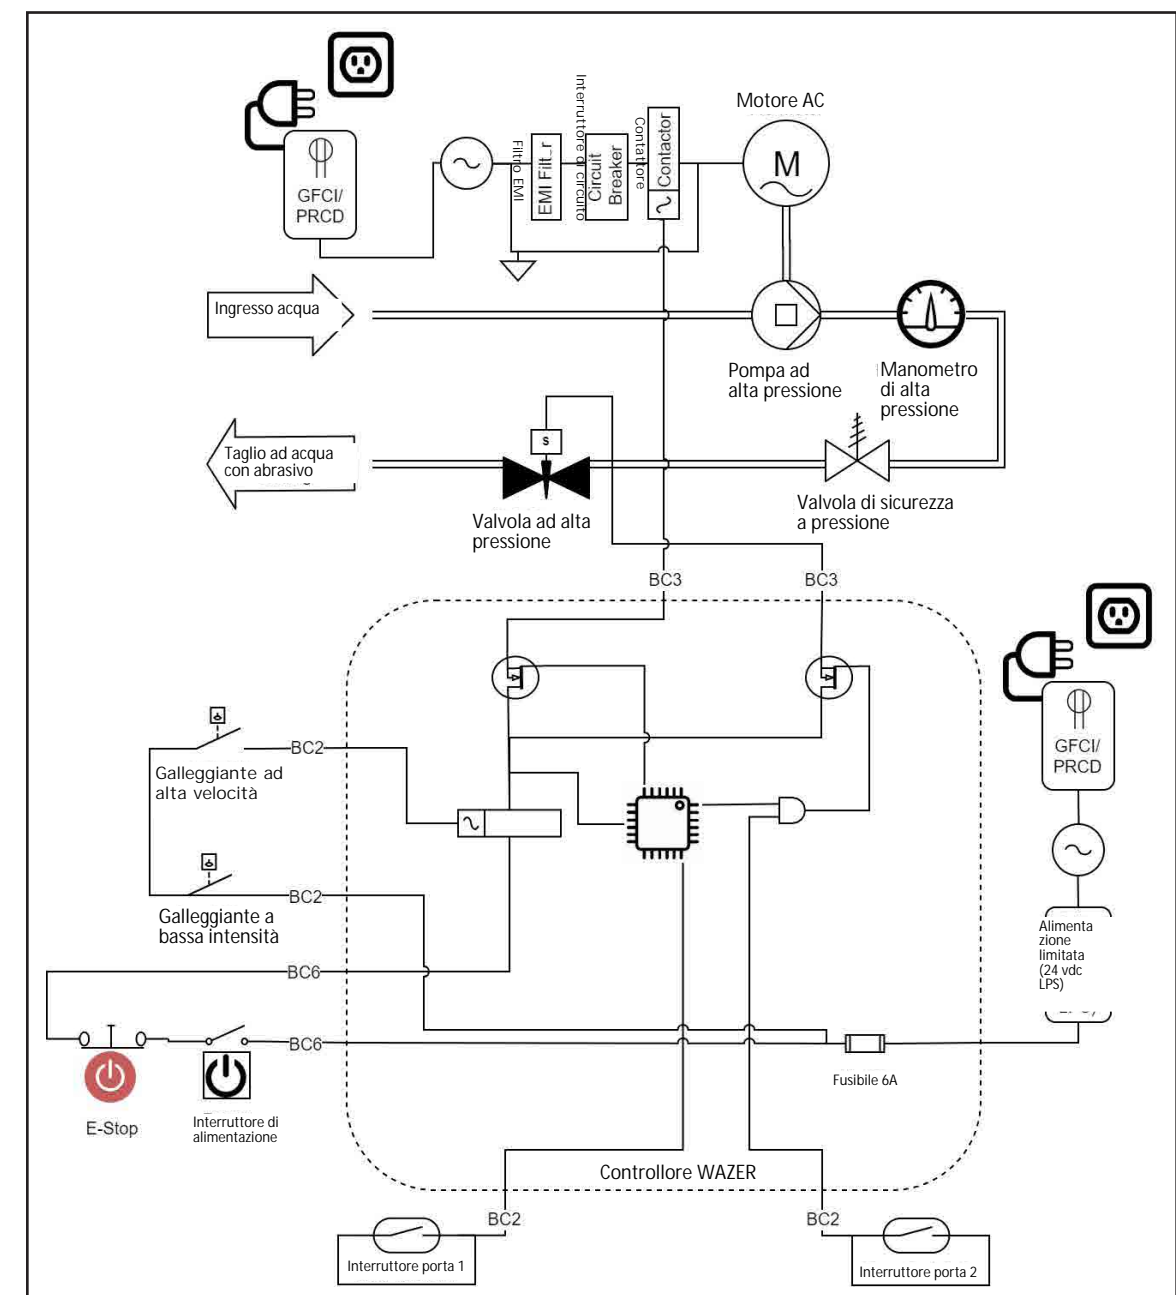 Motore AC
Interruttore di circuito
Contattore
Filtro EMI
GFCI/
PRCD
EMI Filt_r
Circuit
Breaker
Contactor
M
Ingresso acqua
Pompa ad
alta pressione
Manometro
di alta
pressione
Taglio ad acqua
con abrasivo
S
Valvola ad alta
pressione
Valvola di sicurezza
a pressione
BC3
BC3
GFCI/
PRCD
BC2
Galleggiante ad
alta velocità
BC2
Galleggiante a
bassa intensità
Alimenta
zione
limitata
(24 vdc
LPS)
BC6
BC6
Fusibile 6A
E-Stop
Interruttore di
alimentazione
Controllore WAZER
BC2
BC2
Interruttore porta 1
Interruttore porta 2